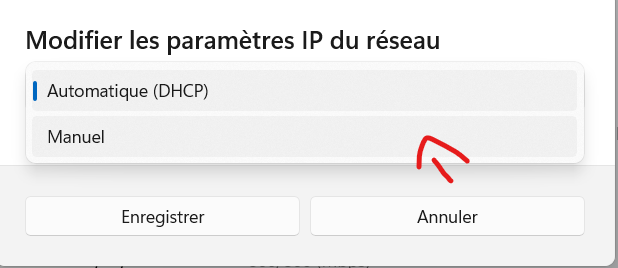 Modifier les paramètres IP du réseau
Automatique (DHCP)
Manuel
Enregistrer
Annuler